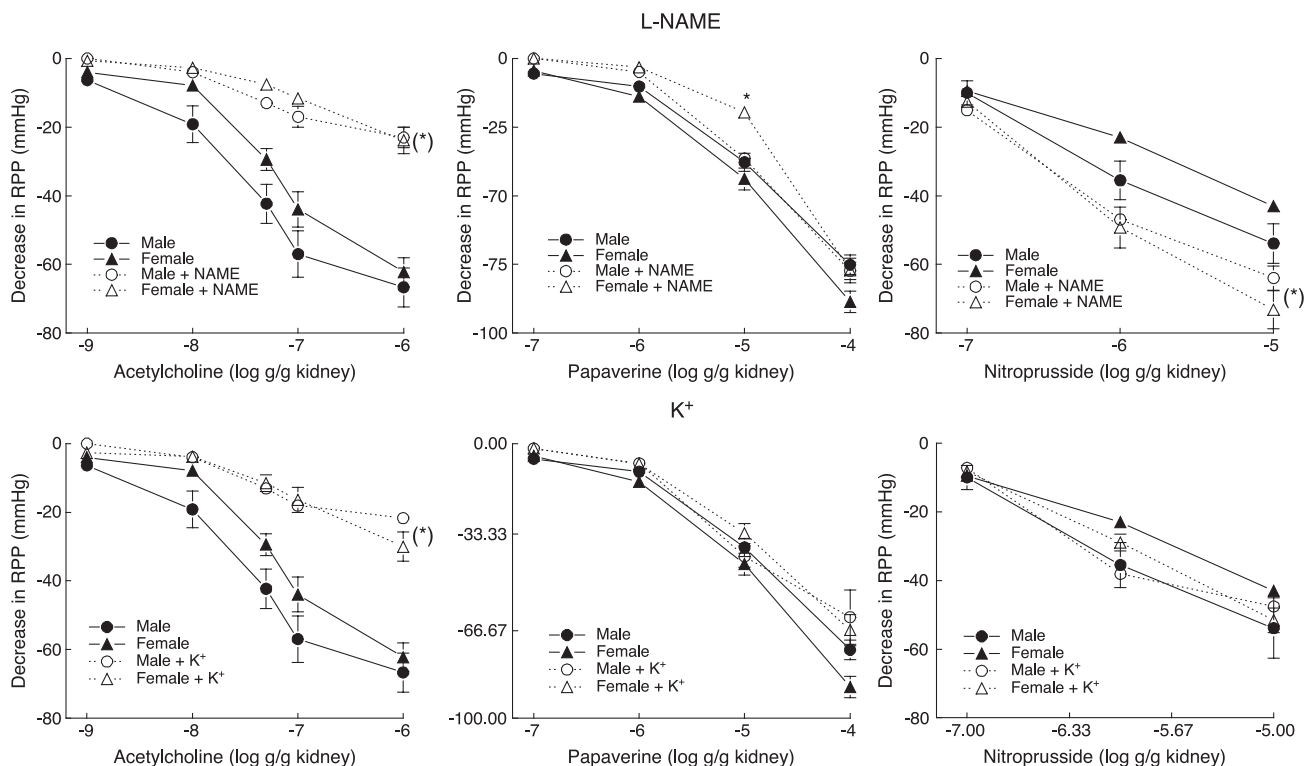 L-NAME
Decrease in RPP (mmHg)
0
-20
-40
-60
-80
Male
Female
Male + NAME
Female + NAME
(*)
-9
-8
-7
-6
Acetylcholine (log g/g kidney)
Decrease in RPP (mmHg)
0
-25
-70
-75
-100
*
Male
Female
Male + NAME
Female + NAME
-7
-6
-5
-4
Papaverine (log g/g kidney)
Decrease in RPP (mmHg)
0
-20
-40
-60
-80
Male
Female
Male + NAME
Female + NAME
(*)
-7
-6
-5
Nitroprusside (log g/g kidney)
K+
Decrease in RPP (mmHg)
0
-20
-40
-60
-80
(*)
Male
Female
Male + K+
Female + K+
-9
-8
-7
-6
Acetylcholine (log g/g kidney)
Decrease in RPP (mmHg)
0.00
-33.33
-66.67
-100.00
Male
Female
Male + K+
Female + K+
-7
-6
-5
-4
Papaverine (log g/g kidney)
Decrease in RPP (mmHg)
0
-20
-40
-60
-80
Male
Female
Male + K+
Female + K+
-7.00
-6.33
-5.67
-5.00
Nitroprusside (log g/g kidney)